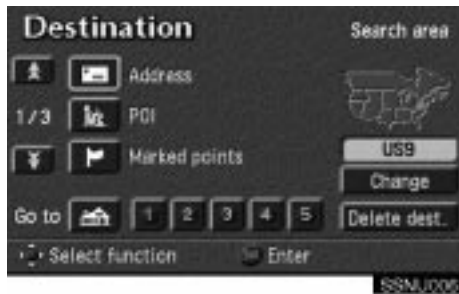 Destination
Search area
Address
1/3
POI
Marked points
US9
Change
Go to
1 2 3 4 5
Delete dest.
Select function
Enter
SSNU006